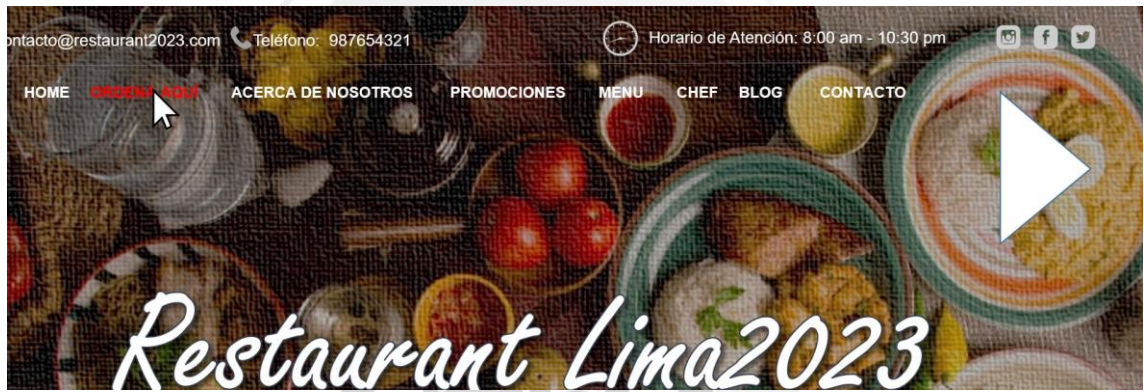 ontacto@restaurant2023.com Teléfono: 987654321 Horario de Atención: 8:00 am - 10:30 pm
HOME ORDENA AQUÍ ACERCA DE NOSOTROS PROMOCIONES MENU CHEF BLOG CONTACTO
Restaurant Lima2023